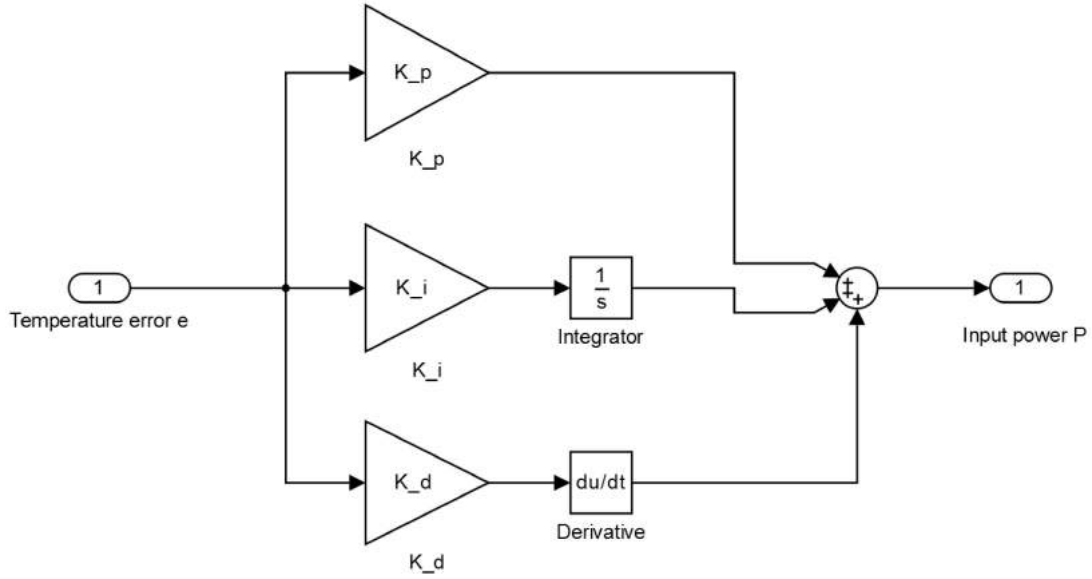 K_p
K_p
1
Temperature error e
K_i
K_i
1
s
Integrator
‡
‡
+
1
Input power P
K_d
K_d
du/dt
Derivative